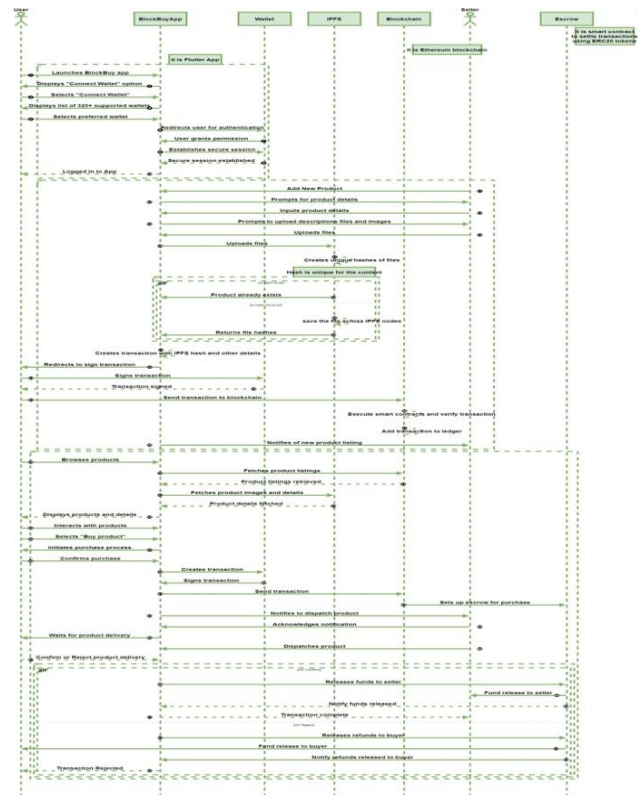 User
BlockBuyApp
Wallet
IPFS
Blockchain
Seller
Escrow
It is smart contract
to settle transactions
using ERC20 tokens
It is Ethereum blockchain
It is Flutter App
Launches BlockBuy app
Displays "Connect Wallet" option
Selects "Connect Wallet"
Displays list of 320+ supported wallets
Selects preferred wallet
Redirects user for authentication
User grants permission
Establishes secure session
Secure session established
Logged in to App
Add New Product
Prompts for product details
Inputs product details
Prompts to upload descriptions files and images
Uploads files
Uploads files
Creates unique hashes of files
Hash is unique for the content
alt
Product already exists
save the file across IPFS nodes
Returns file hashes
Creates transaction with IPFS hash and other details
Redirects to sign transaction
Signs transaction
Transaction signed
Send transaction to blockchain
Execute smart contracts and verify transaction
Add transaction to ledger
Notifies of new product listing
Browses products
Fetches product listings
Product listings retrieved
Fetches product images and details
Product details fetched
Displays products and details
Interacts with products
Selects "Buy product"
Initiates purchase process
Confirms purchase
Creates transaction
Signs transaction
Send transaction
Sets up escrow for purchase
Notifies to dispatch product
Acknowledges notification
Waits for product delivery
Dispatches product
Confirm or Reject product delivery
alt
Releases funds to seller
Fund release to seller
Notify funds released
Transaction complete
Releases refunds to buyer
Fund release to buyer
Notify refunds released to buyer
Transaction Rejected